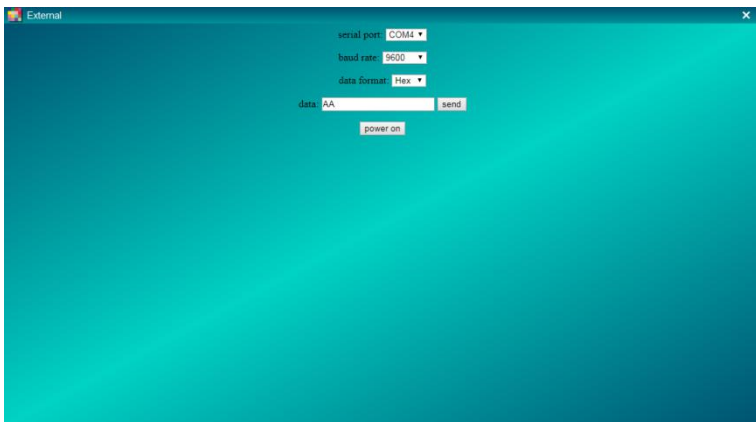 External
serial port: COM4
baud rate: 9600
data format: Hex
data: AA send
power on